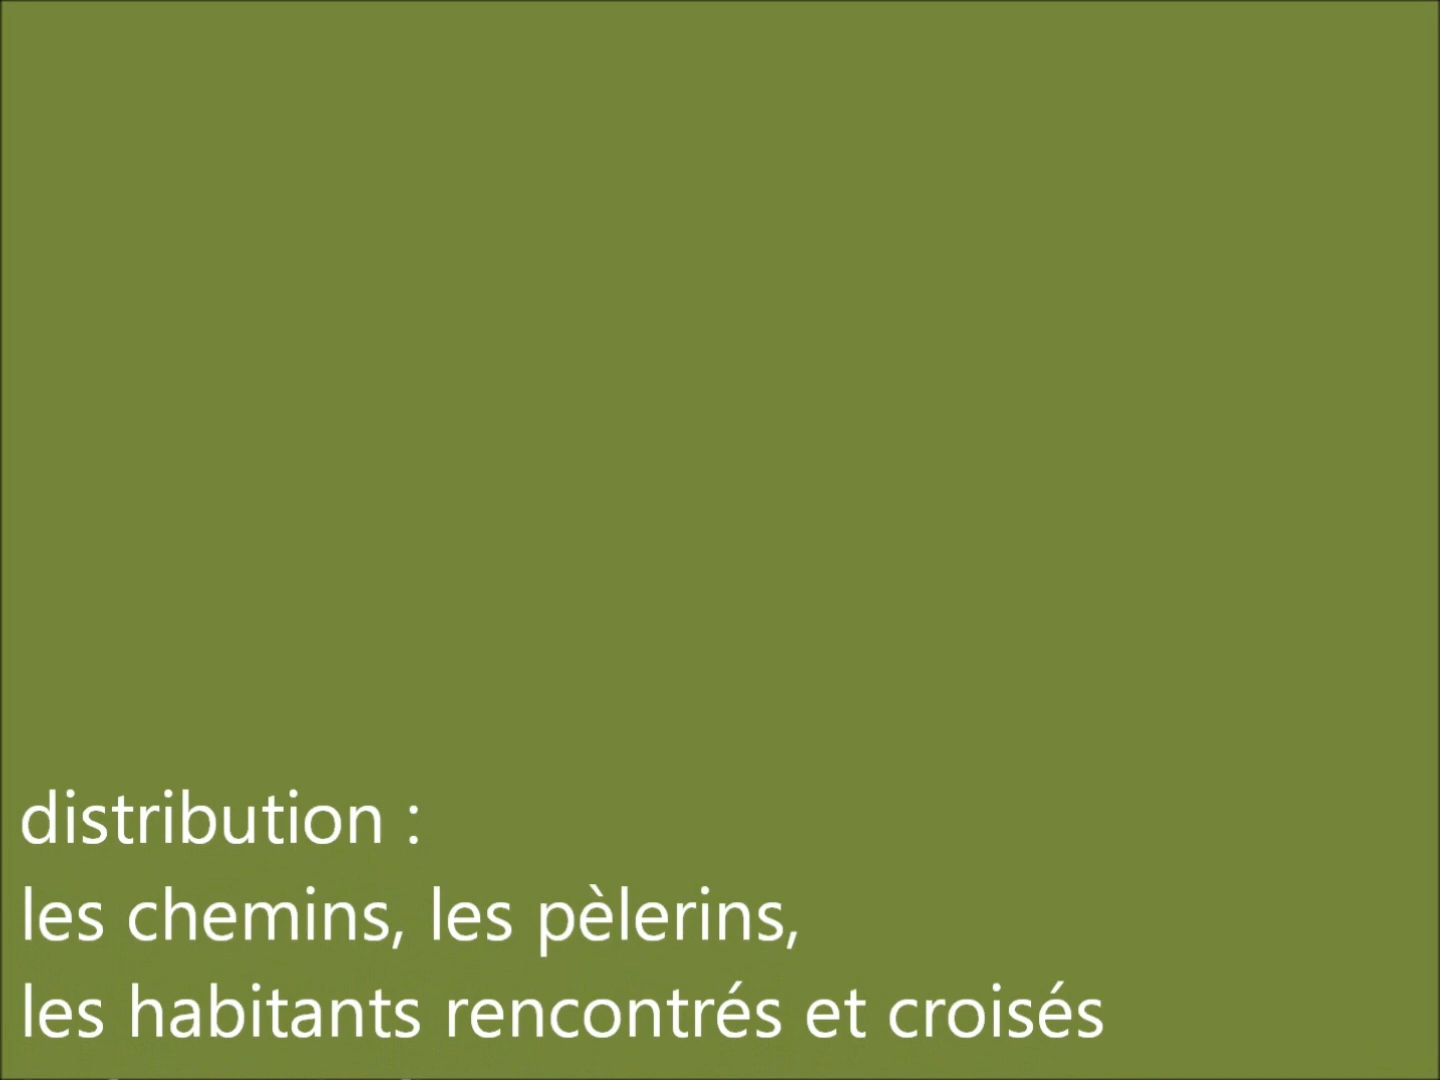 distribution :
les chemins, les pèlerins,
les habitants rencontrés et croisés